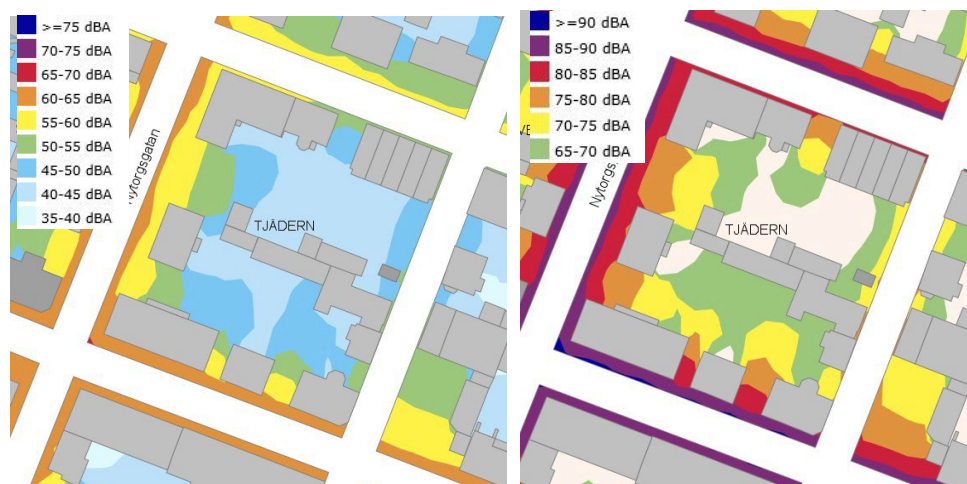 >=75 dBA
70-75 dBA
65-70 dBA
60-65 dBA
55-60 dBA
50-55 dBA
45-50 dBA
40-45 dBA
35-40 dBA
Nytorgsgatan
TJÄDERN
>=90 dBA
85-90 dBA
80-85 dBA
75-80 dBA
70-75 dBA
65-70 dBA
Nytorgs
TJÄDERN